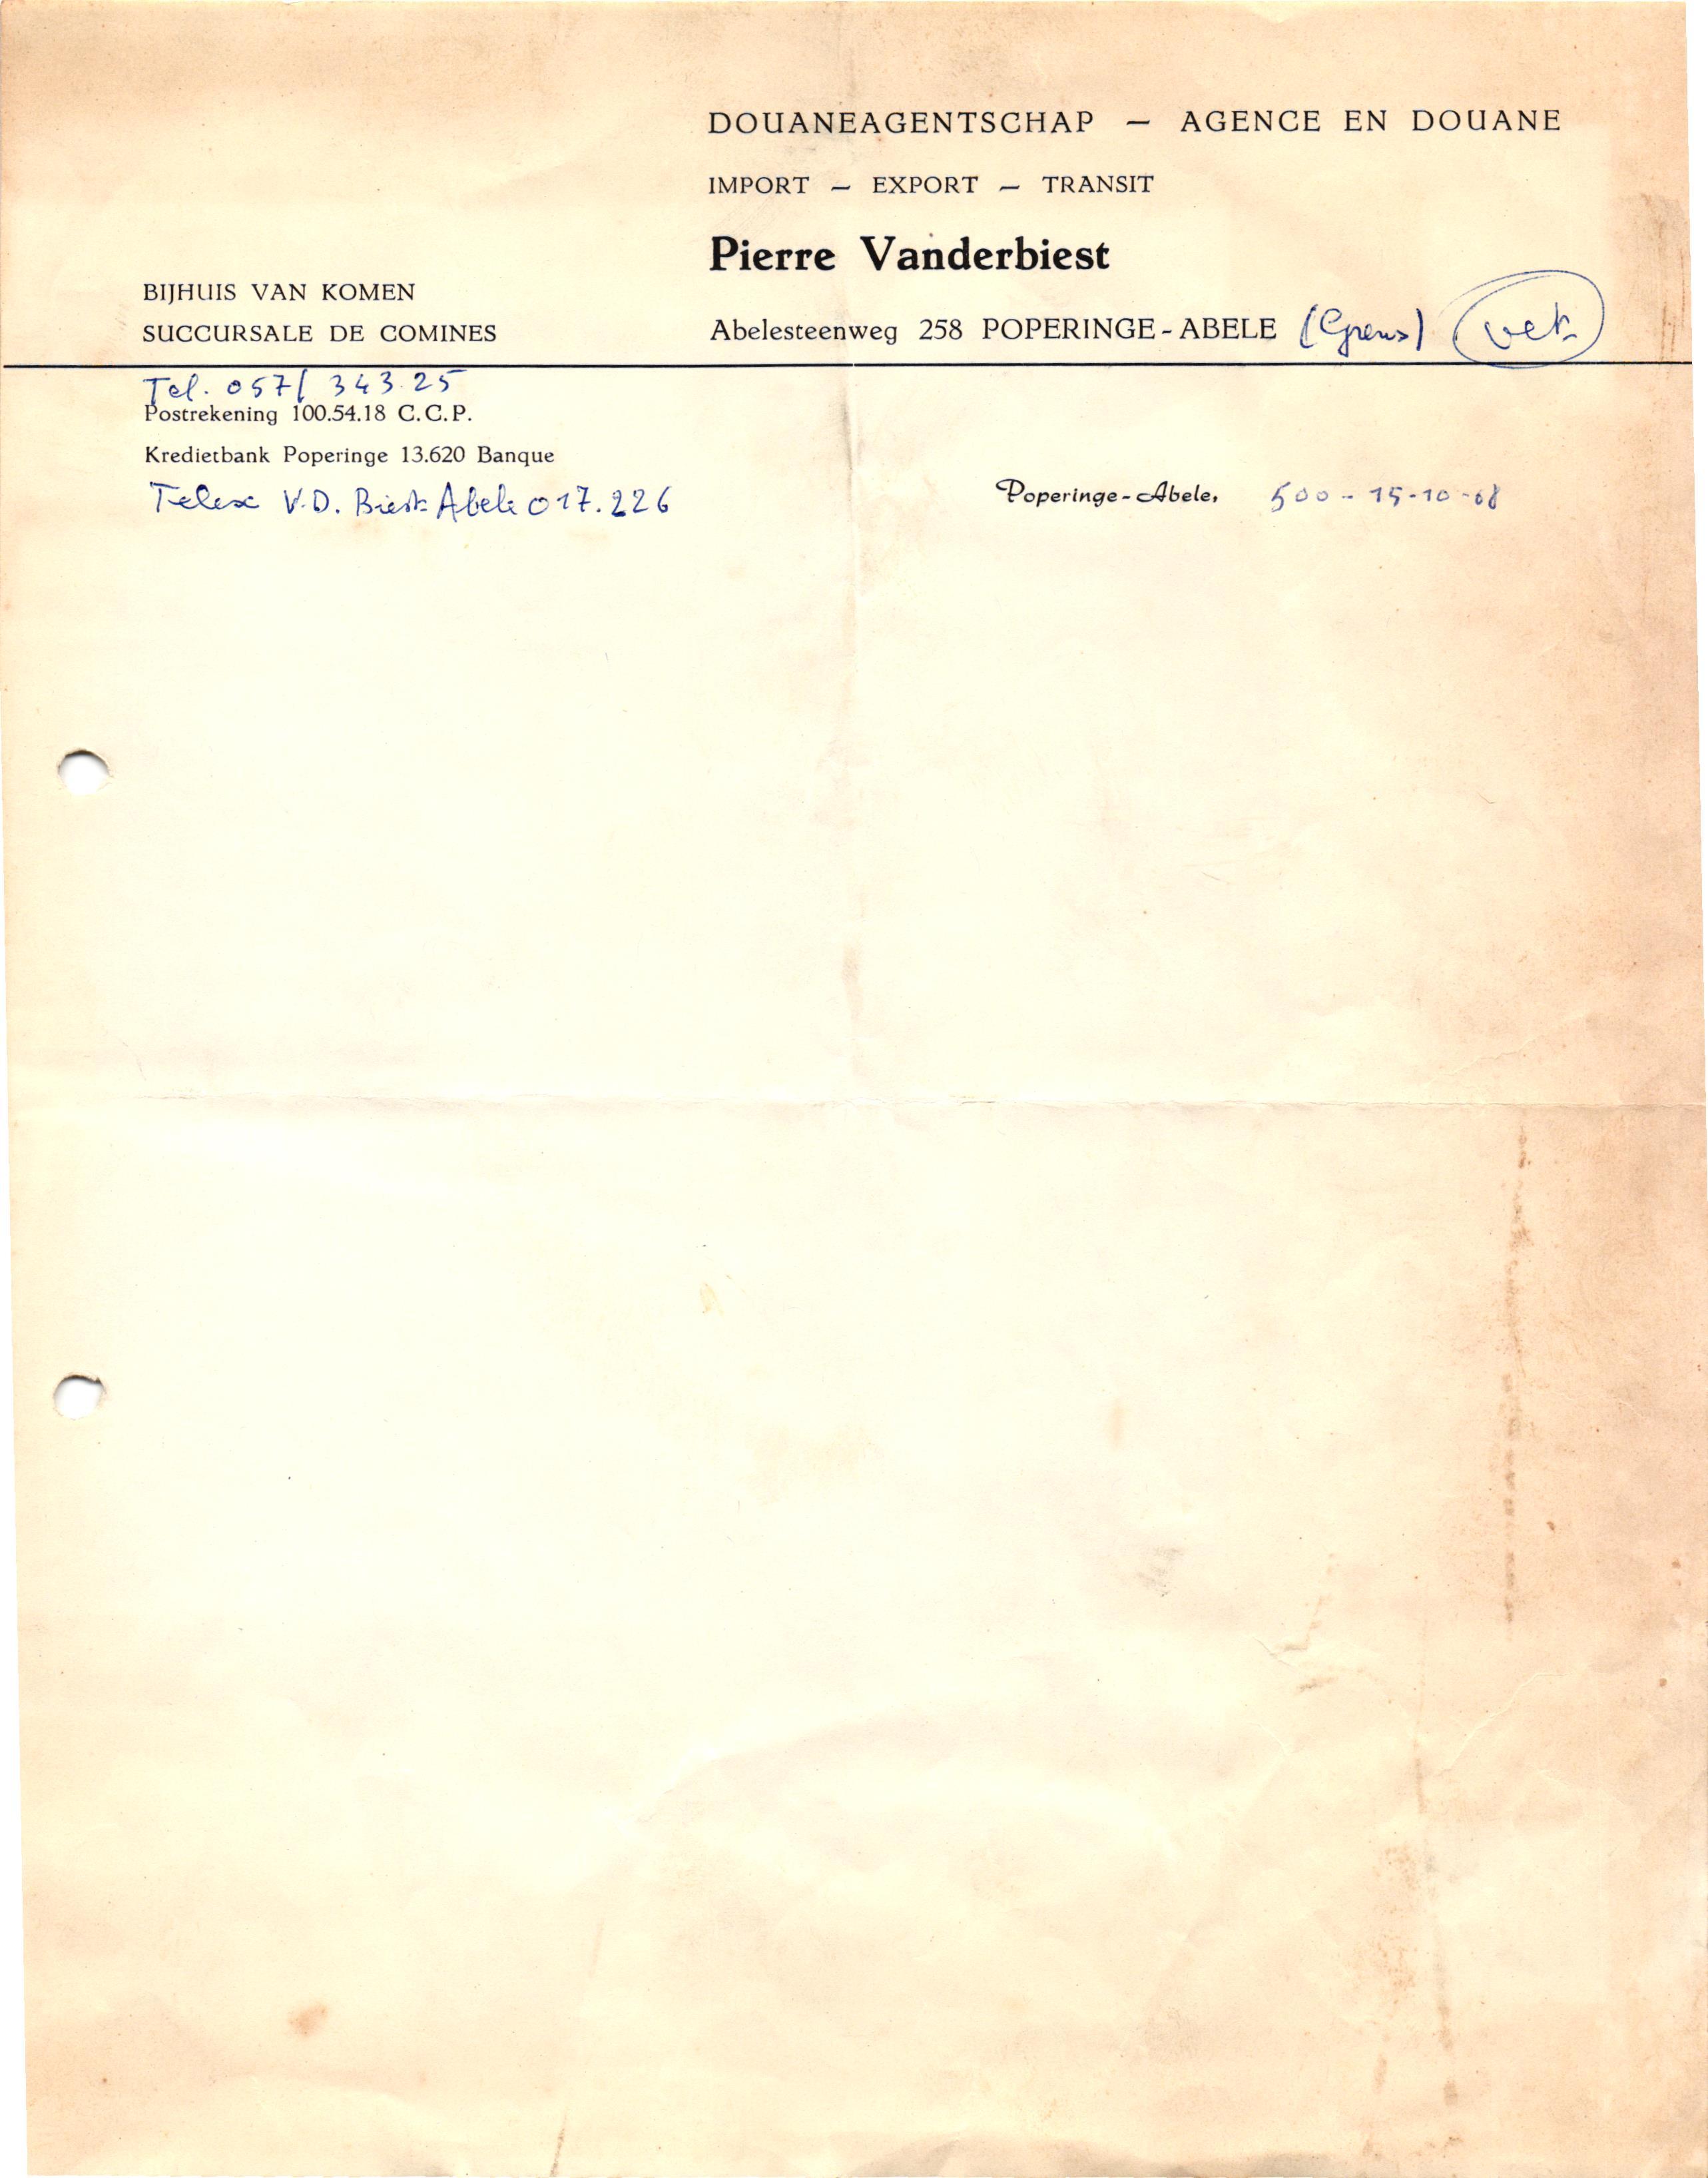 DOUANEAGENTSCHAP — AGENCE EN DOUANE
IMPORT — EXPORT — TRANSIT
Pierre Vanderbiest
BIJHUIS VAN KOMEN
SUCCURSALE DE COMINES
Abelesteenweg 258 POPERINGE - ABELE (Grens) vet
Tel. 057/ 343.25
Postrekening 100.54.18 C.C.P.
Kredietbank Poperinge 13.620 Banque
Telex V.D. Biest Abele 017.226
Poperinge - Abele, 500 - 15-10-68